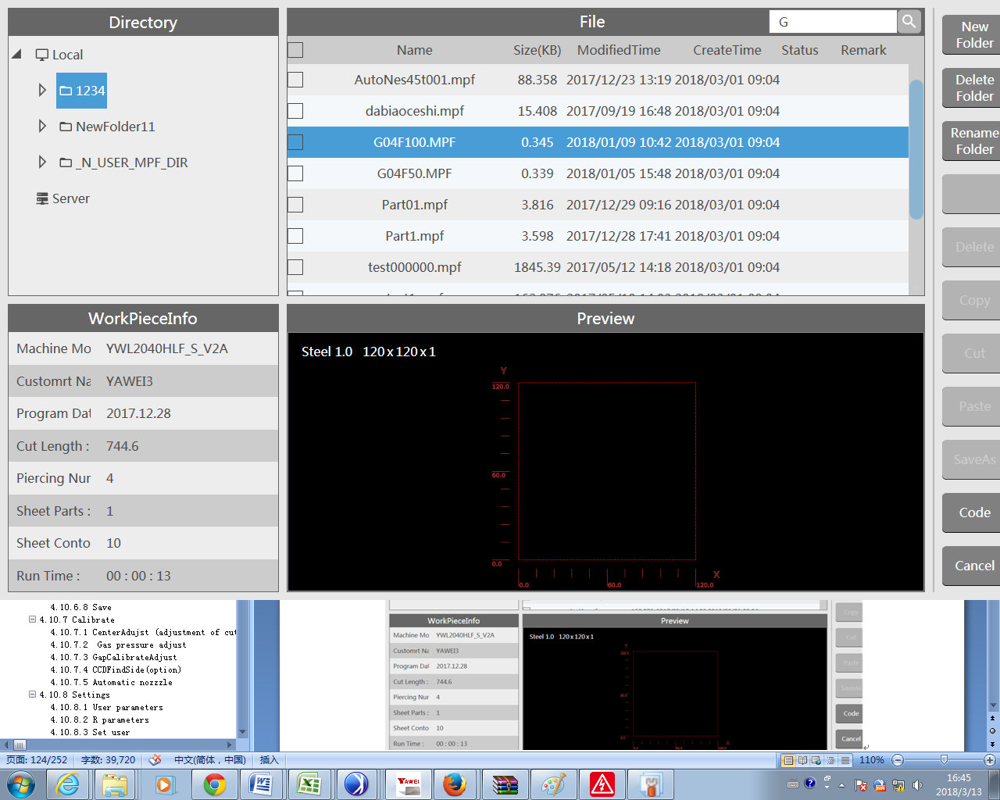 Directory
Local
1234
NewFolder11
_N_USER_MPF_DIR
Server
File
G
Name Size(KB) ModifiedTime CreateTime Status Remark
AutoNes45t001.mpf 88.358 2017/12/23 13:19 2018/03/01 09:04
dabiaoceshi.mpf 15.408 2017/09/19 16:48 2018/03/01 09:04
G04F100.MPF 0.345 2018/01/09 10:42 2018/03/01 09:04
G04F50.MPF 0.339 2018/01/05 15:48 2018/03/01 09:04
Part01.mpf 3.816 2017/12/29 09:16 2018/03/01 09:04
Part1.mpf 3.598 2017/12/28 17:41 2018/03/01 09:04
test000000.mpf 1845.39 2017/05/12 14:18 2018/03/01 09:04
New
Folder
Delete
Folder
Rename
Folder
Delete
Copy
Cut
Paste
SaveAs
Code
Cancel
WorkPieceInfo
Machine Mo YWL2040HLF_S_V2A
Customrt Na YAWEI3
Program Dat 2017.12.28
Cut Length : 744.6
Piercing Nur 4
Sheet Parts : 1
Sheet Conto 10
Run Time : 00 : 00 : 13
Preview
Steel 1.0 120 x 120 x 1
Y
120.0
60.0
0.0
X
0.0 60.0 120.0
4.10.6.8 Save
4.10.7 Calibrate
4.10.7.1 CenterAdujst (adjustment of cut
4.10.7.2 Gas pressure adjust
4.10.7.3 GapCalibrateAdjust
4.10.7.4 CCDFindSide(option)
4.10.7.5 Automatic nozzzle
4.10.8 Settings
4.10.8.1 User parameters
4.10.8.2 R parameters
4.10.8.3 Set user
WorkPieceInfo
Machine Mo YWL2040HLF_S_V2A
Customrt Na YAWEI3
Program Dat 2017.12.28
Cut Length : 744.6
Piercing Nur 4
Sheet Parts : 1
Sheet Conto 10
Run Time : 00 : 00 : 13
Preview
Steel 1.0 120 x 120 x 1
Y
X
Copy
Cut
Paste
SaveAs
Code
Cancel
页面: 124/252 字数: 39,720 中文(简体，中国) 插入 110%
YAWEI
16:45
2018/3/13